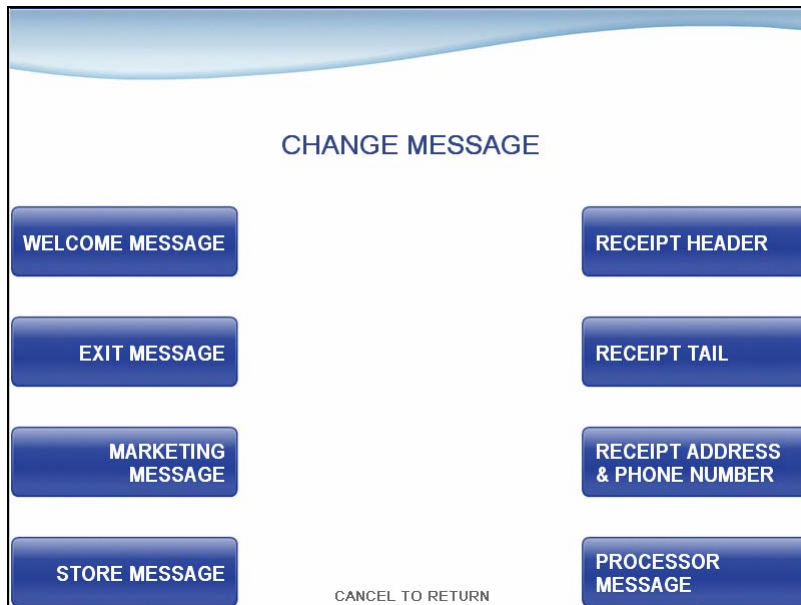 CHANGE MESSAGE
WELCOME MESSAGE
RECEIPT HEADER
EXIT MESSAGE
RECEIPT TAIL
MARKETING
MESSAGE
RECEIPT ADDRESS
& PHONE NUMBER
STORE MESSAGE
PROCESSOR
MESSAGE
CANCEL TO RETURN